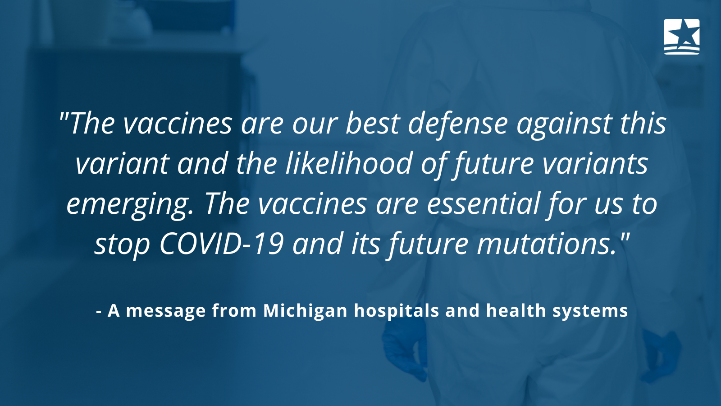 "The vaccines are our best defense against this
variant and the likelihood of future variants
emerging. The vaccines are essential for us to
stop COVID-19 and its future mutations."
- A message from Michigan hospitals and health systems